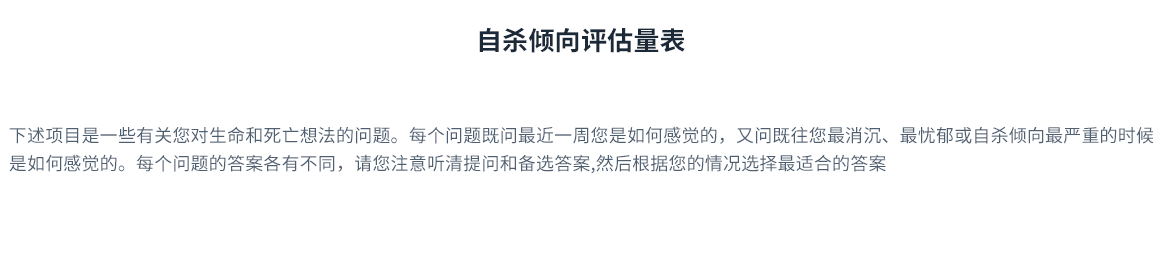 自杀倾向评估量表
下述项目是一些有关您对生命和死亡想法的问题。每个问题既问最近一周您是如何感觉的，又问既往您最消沉、最忧郁或自杀倾向最严重的时候
是如何感觉的。每个问题的答案各有不同，请您注意听清提问和备选答案,然后根据您的情况选择最适合的答案